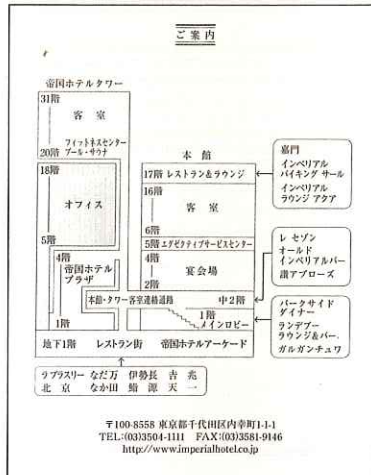 ご案内
帝国ホテルタワー
31階
客室
フィットネスセンター
プール・サウナ
20階
18階
オフィス
5階
4階
帝国ホテル
プラザ
1階
本館
17階 レストラン&ラウンジ
16階
客室
6階
5階 エグゼクティブサービスセンター
4階
宴会場
2階
本館・タワー客室連絡通路
中2階
1階
メインロビー
地下1階 レストラン街 帝国ホテルアーケード
嘉門
インペリアル
バイキング サール
インペリアル
ラウンジ アクア
レ セゾン
オールド
インペリアルバー
讃アプローズ
パークサイド
ダイナー
ランデブー
ラウンジ&バー、
ガルガンチュワ
ラ ブラスリー なだ万 伊勢長 吉兆
北京 なか田 鮨源 天一
〒100-8558 東京都千代田区内幸町1-1-1
TEL:(03)3504-1111 FAX:(03)3581-9146
http://www.imperialhotel.co.jp